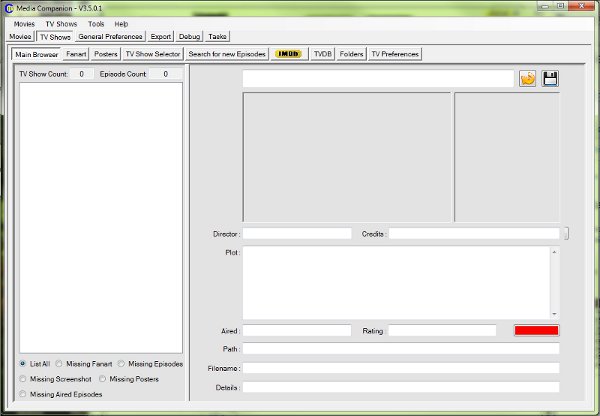 Media Companion - V3.5.0.1
Movies TV Shows Tools Help
Movies TV Shows General Preferences Export Debug Tasks
Main Browser Fanart Posters TV Show Selector Search for new Episodes IMDb TVDB Folders TV Preferences
TV Show Count: 0 Episode Count: 0
Director : Credits :
Plot :
Aired : Rating :
Path :
Filename :
Details :
List All Missing Fanart Missing Episodes
Missing Screenshot Missing Posters
Missing Aired Episodes